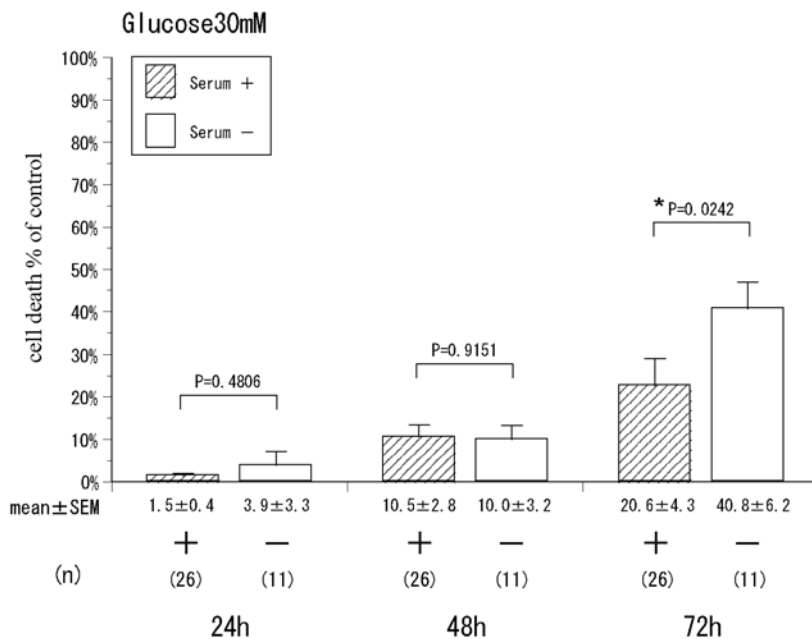 Glucose30mM
100%
90%
80%
70%
60%
50%
40%
30%
20%
10%
0%
cell death % of control
Serum +
Serum −
P=0.4806
P=0.9151
* P=0.0242
mean±SEM 1.5±0.4 3.9±3.3 10.5±2.8 10.0±3.2 20.6±4.3 40.8±6.2
+ − + − + −
(n) (26) (11) (26) (11) (26) (11)
24h 48h 72h